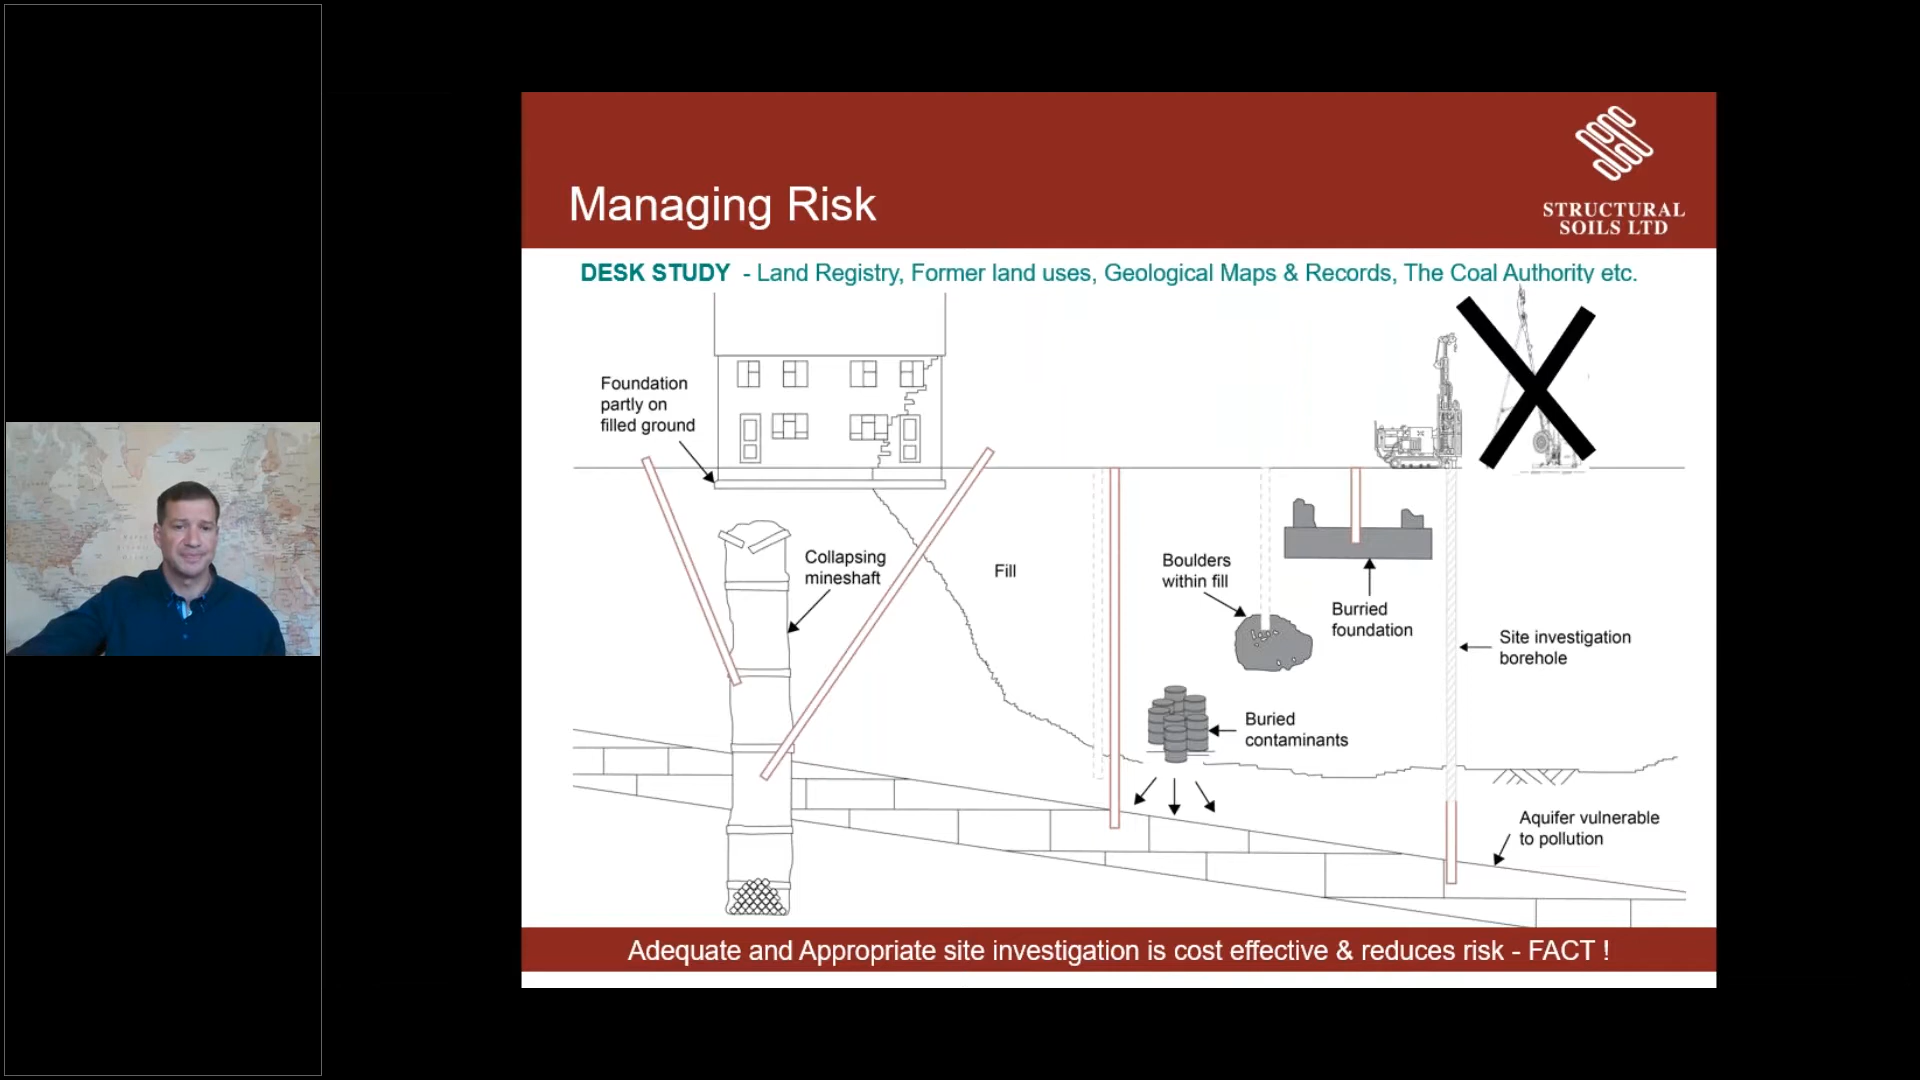 Managing Risk
STRUCTURAL
SOILS LTD
DESK STUDY - Land Registry, Former land uses, Geological Maps & Records, The Coal Authority etc.
Foundation
partly on
filled ground
Collapsing
mineshaft
Fill
Boulders
within fill
Burried
foundation
Site investigation
borehole
Buried
contaminants
Aquifer vulnerable
to pollution
Adequate and Appropriate site investigation is cost effective & reduces risk - FACT !